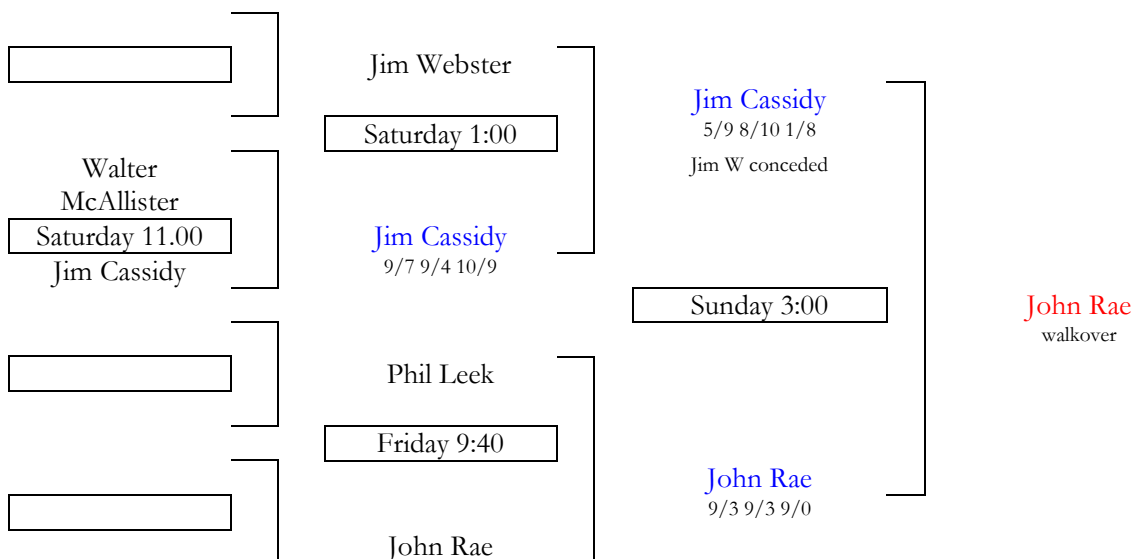 Jim Webster
Saturday 1:00
Jim Cassidy
5/9 8/10 1/8
Jim W conceded
Walter
McAllister
Saturday 11.00
Jim Cassidy
Jim Cassidy
9/7 9/4 10/9
Sunday 3:00
John Rae
walkover
Phil Leek
Friday 9:40
John Rae
9/3 9/3 9/0
John Rae